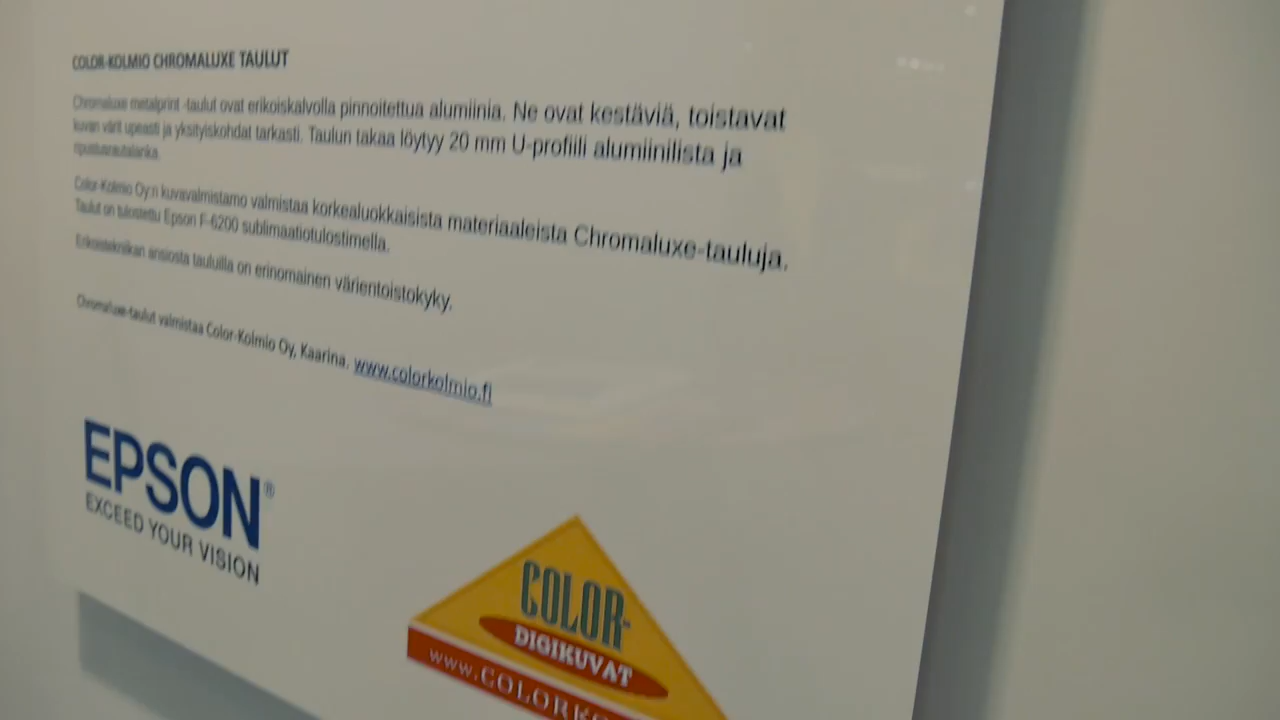 COLOR-KOLMIO CHROMALUXE TAULUT
Chromaluxe metalprint -taulut ovat erikoiskalvolla pinnoitettua alumiinia. Ne ovat kestäviä, toistavat
kuvan värit upeasti ja yksityiskohdat tarkasti. Taulun takaa löytyy 20 mm U-profiili alumiinilista ja
ripustusrautalanka.
Color-Kolmio Oy:n kuvavalmistamo valmistaa korkealuokkaisista materiaaleista Chromaluxe-tauluja.
Taulut on tulostettu Epson F-6200 sublimaatiotulostimella.
Erikoistekniikan ansiosta tauluilla on erinomainen värientoistokyky.
Chromaluxe-taulut valmistaa Color-Kolmio Oy, Kaarina. www.colorkolmio.fi
EPSON®
EXCEED YOUR VISION
COLOR-
DIGIKUVAT